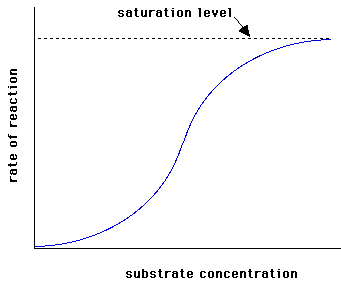 saturation level
rate of reaction
substrate concentration